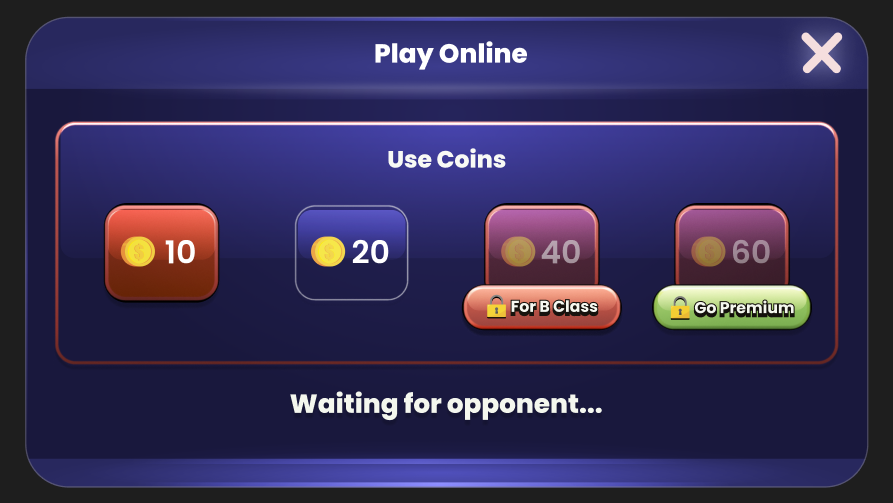 Play Online
Use Coins
10
20
40
60
For B Class
Go Premium
Waiting for opponent...